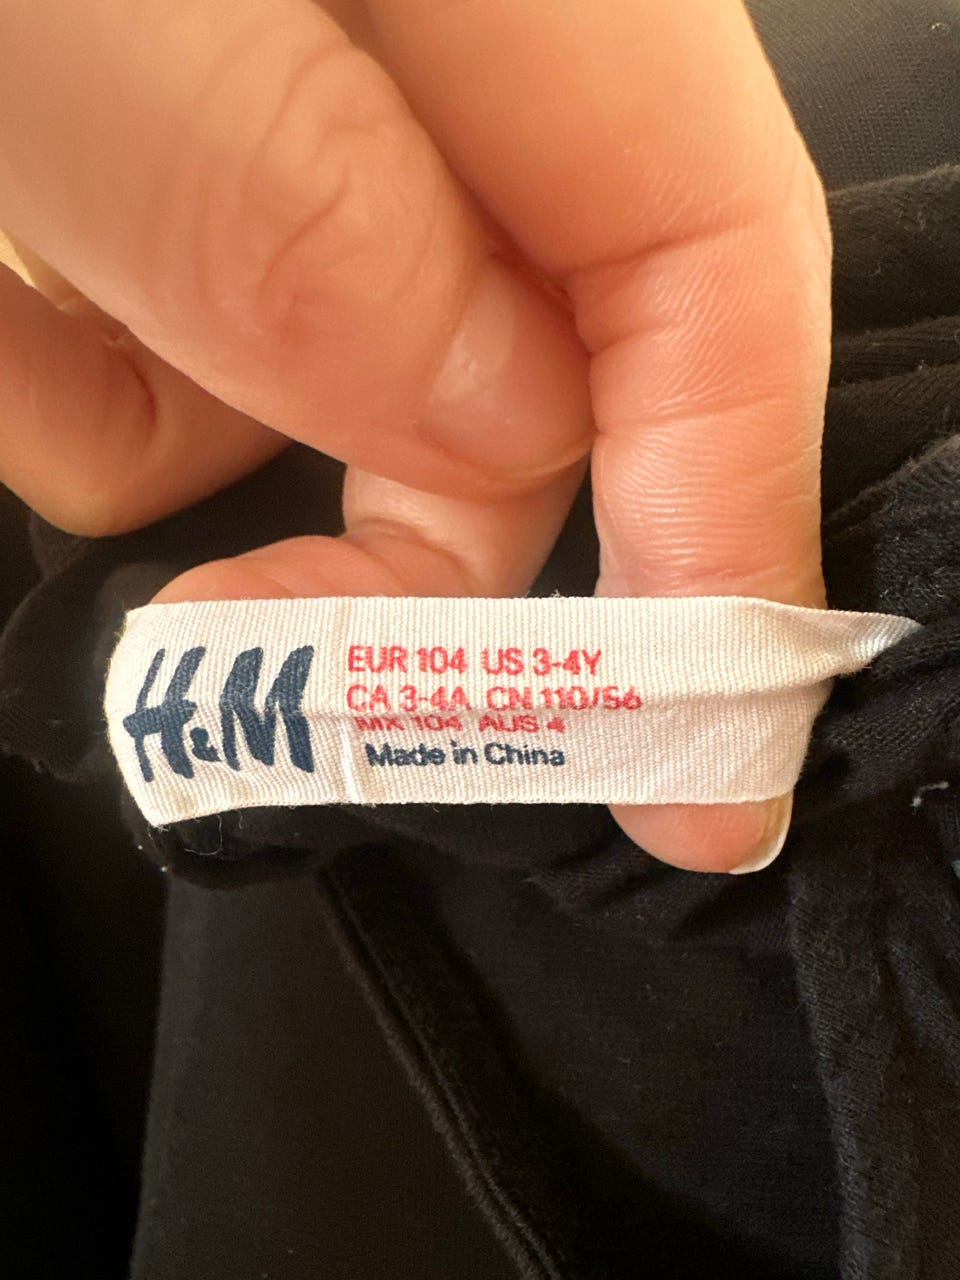 H&M
EUR 104 US 3-4Y
CA 3-4A CN 110/56
MX 104 AUS 4
Made in China